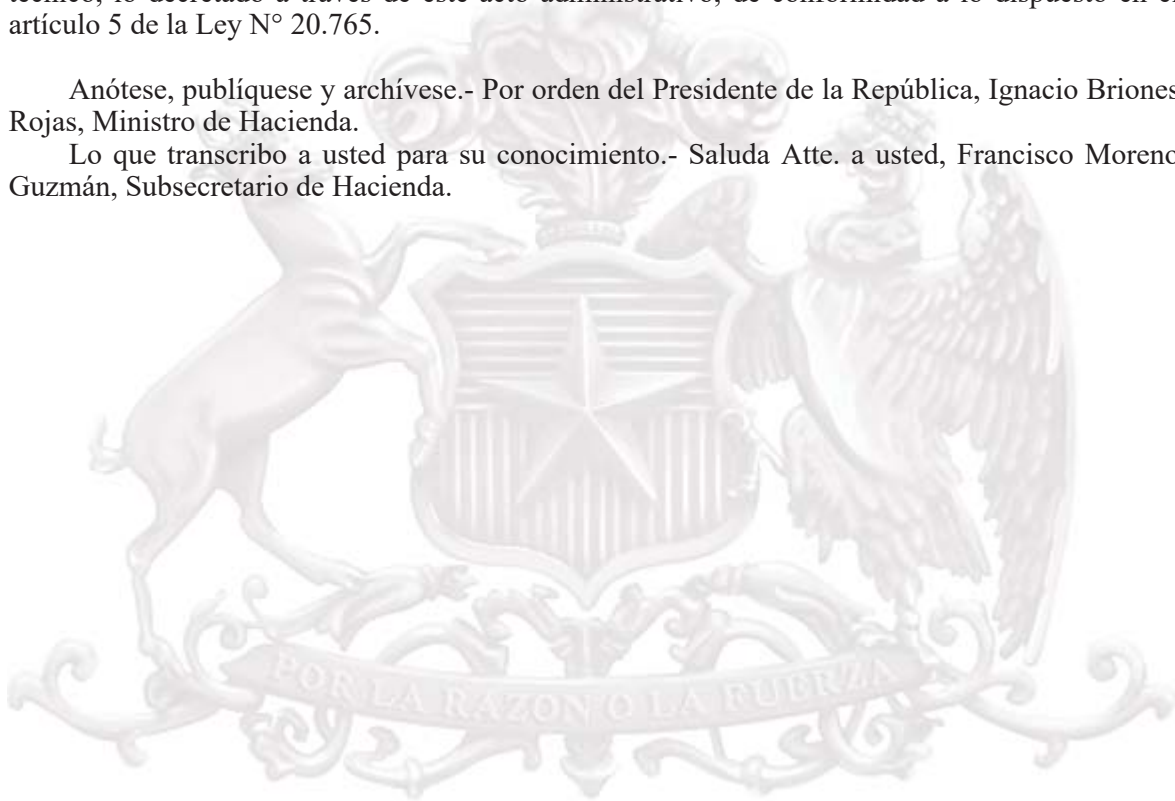 técnico, lo decretado a través de este acto administrativo, de conformidad a lo dispuesto en el
artículo 5 de la Ley N° 20.765.
Anótese, publíquese y archívese.- Por orden del Presidente de la República, Ignacio Briones
Rojas, Ministro de Hacienda.
Lo que transcribo a usted para su conocimiento.- Saluda Atte. a usted, Francisco Moreno
Guzmán, Subsecretario de Hacienda.
POR LA RAZON O LA FUERZA